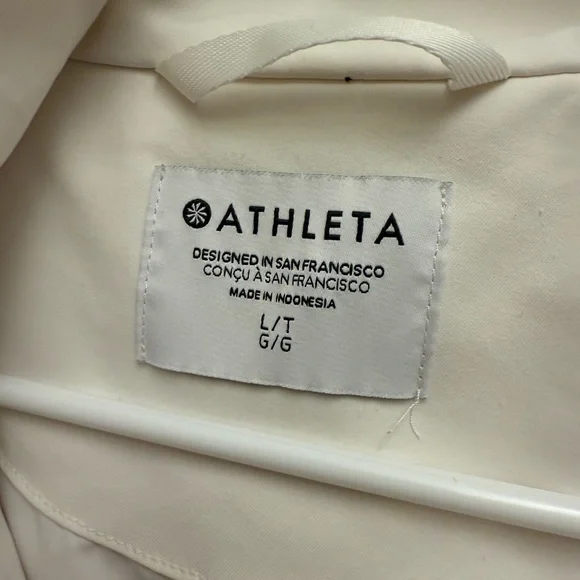 ATHLETA
DESIGNED IN SAN FRANCISCO
CONÇU À SAN FRANCISCO
MADE IN INDONESIA
L/T
G/G